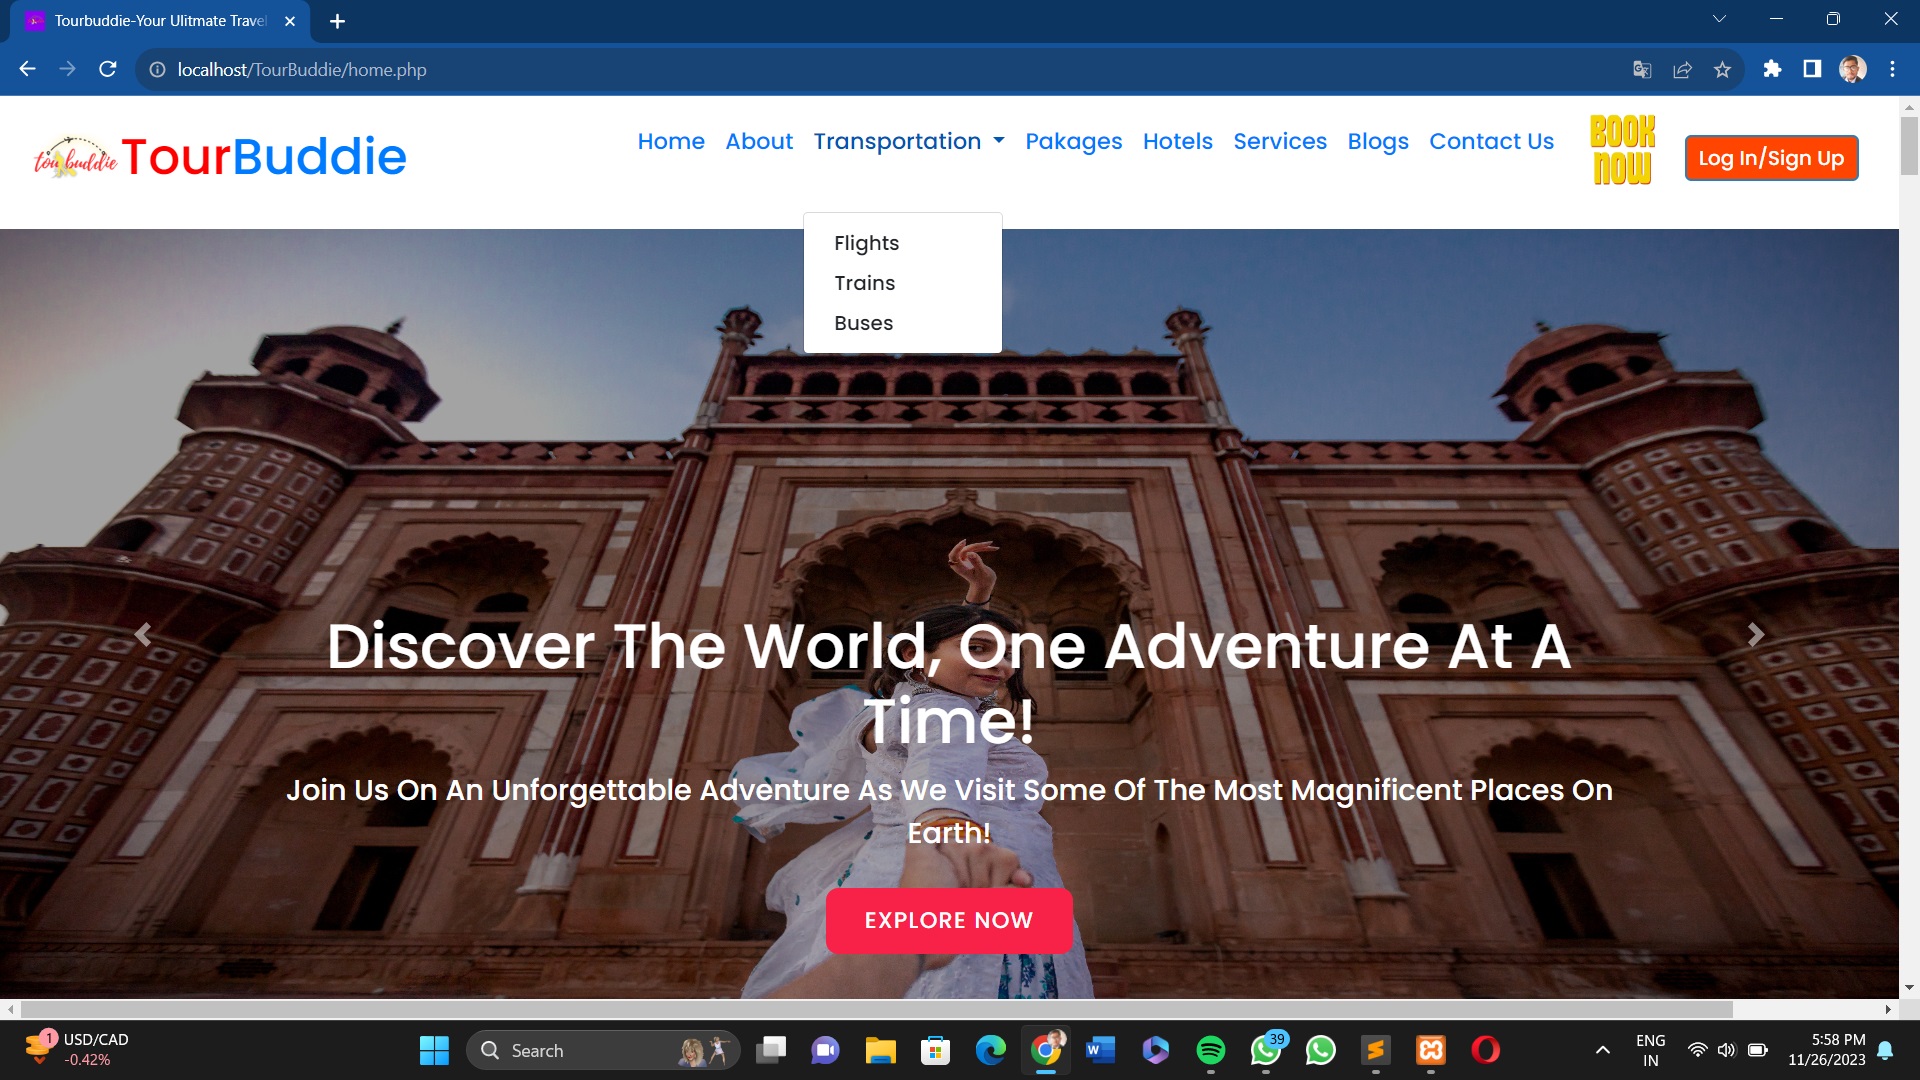 Tourbuddie-Your Ulitmate Travel
localhost/TourBuddie/home.php
tourbuddie
TourBuddie
Home About Transportation Pakages Hotels Services Blogs Contact Us
BOOK
NOW
Log In/Sign Up
Flights
Trains
Buses
Discover The World, One Adventure At A
Time!
Join Us On An Unforgettable Adventure As We Visit Some Of The Most Magnificent Places On
Earth!
EXPLORE NOW
1
USD/CAD
-0.42%
Search
39
ENG
IN
5:58 PM
11/26/2023